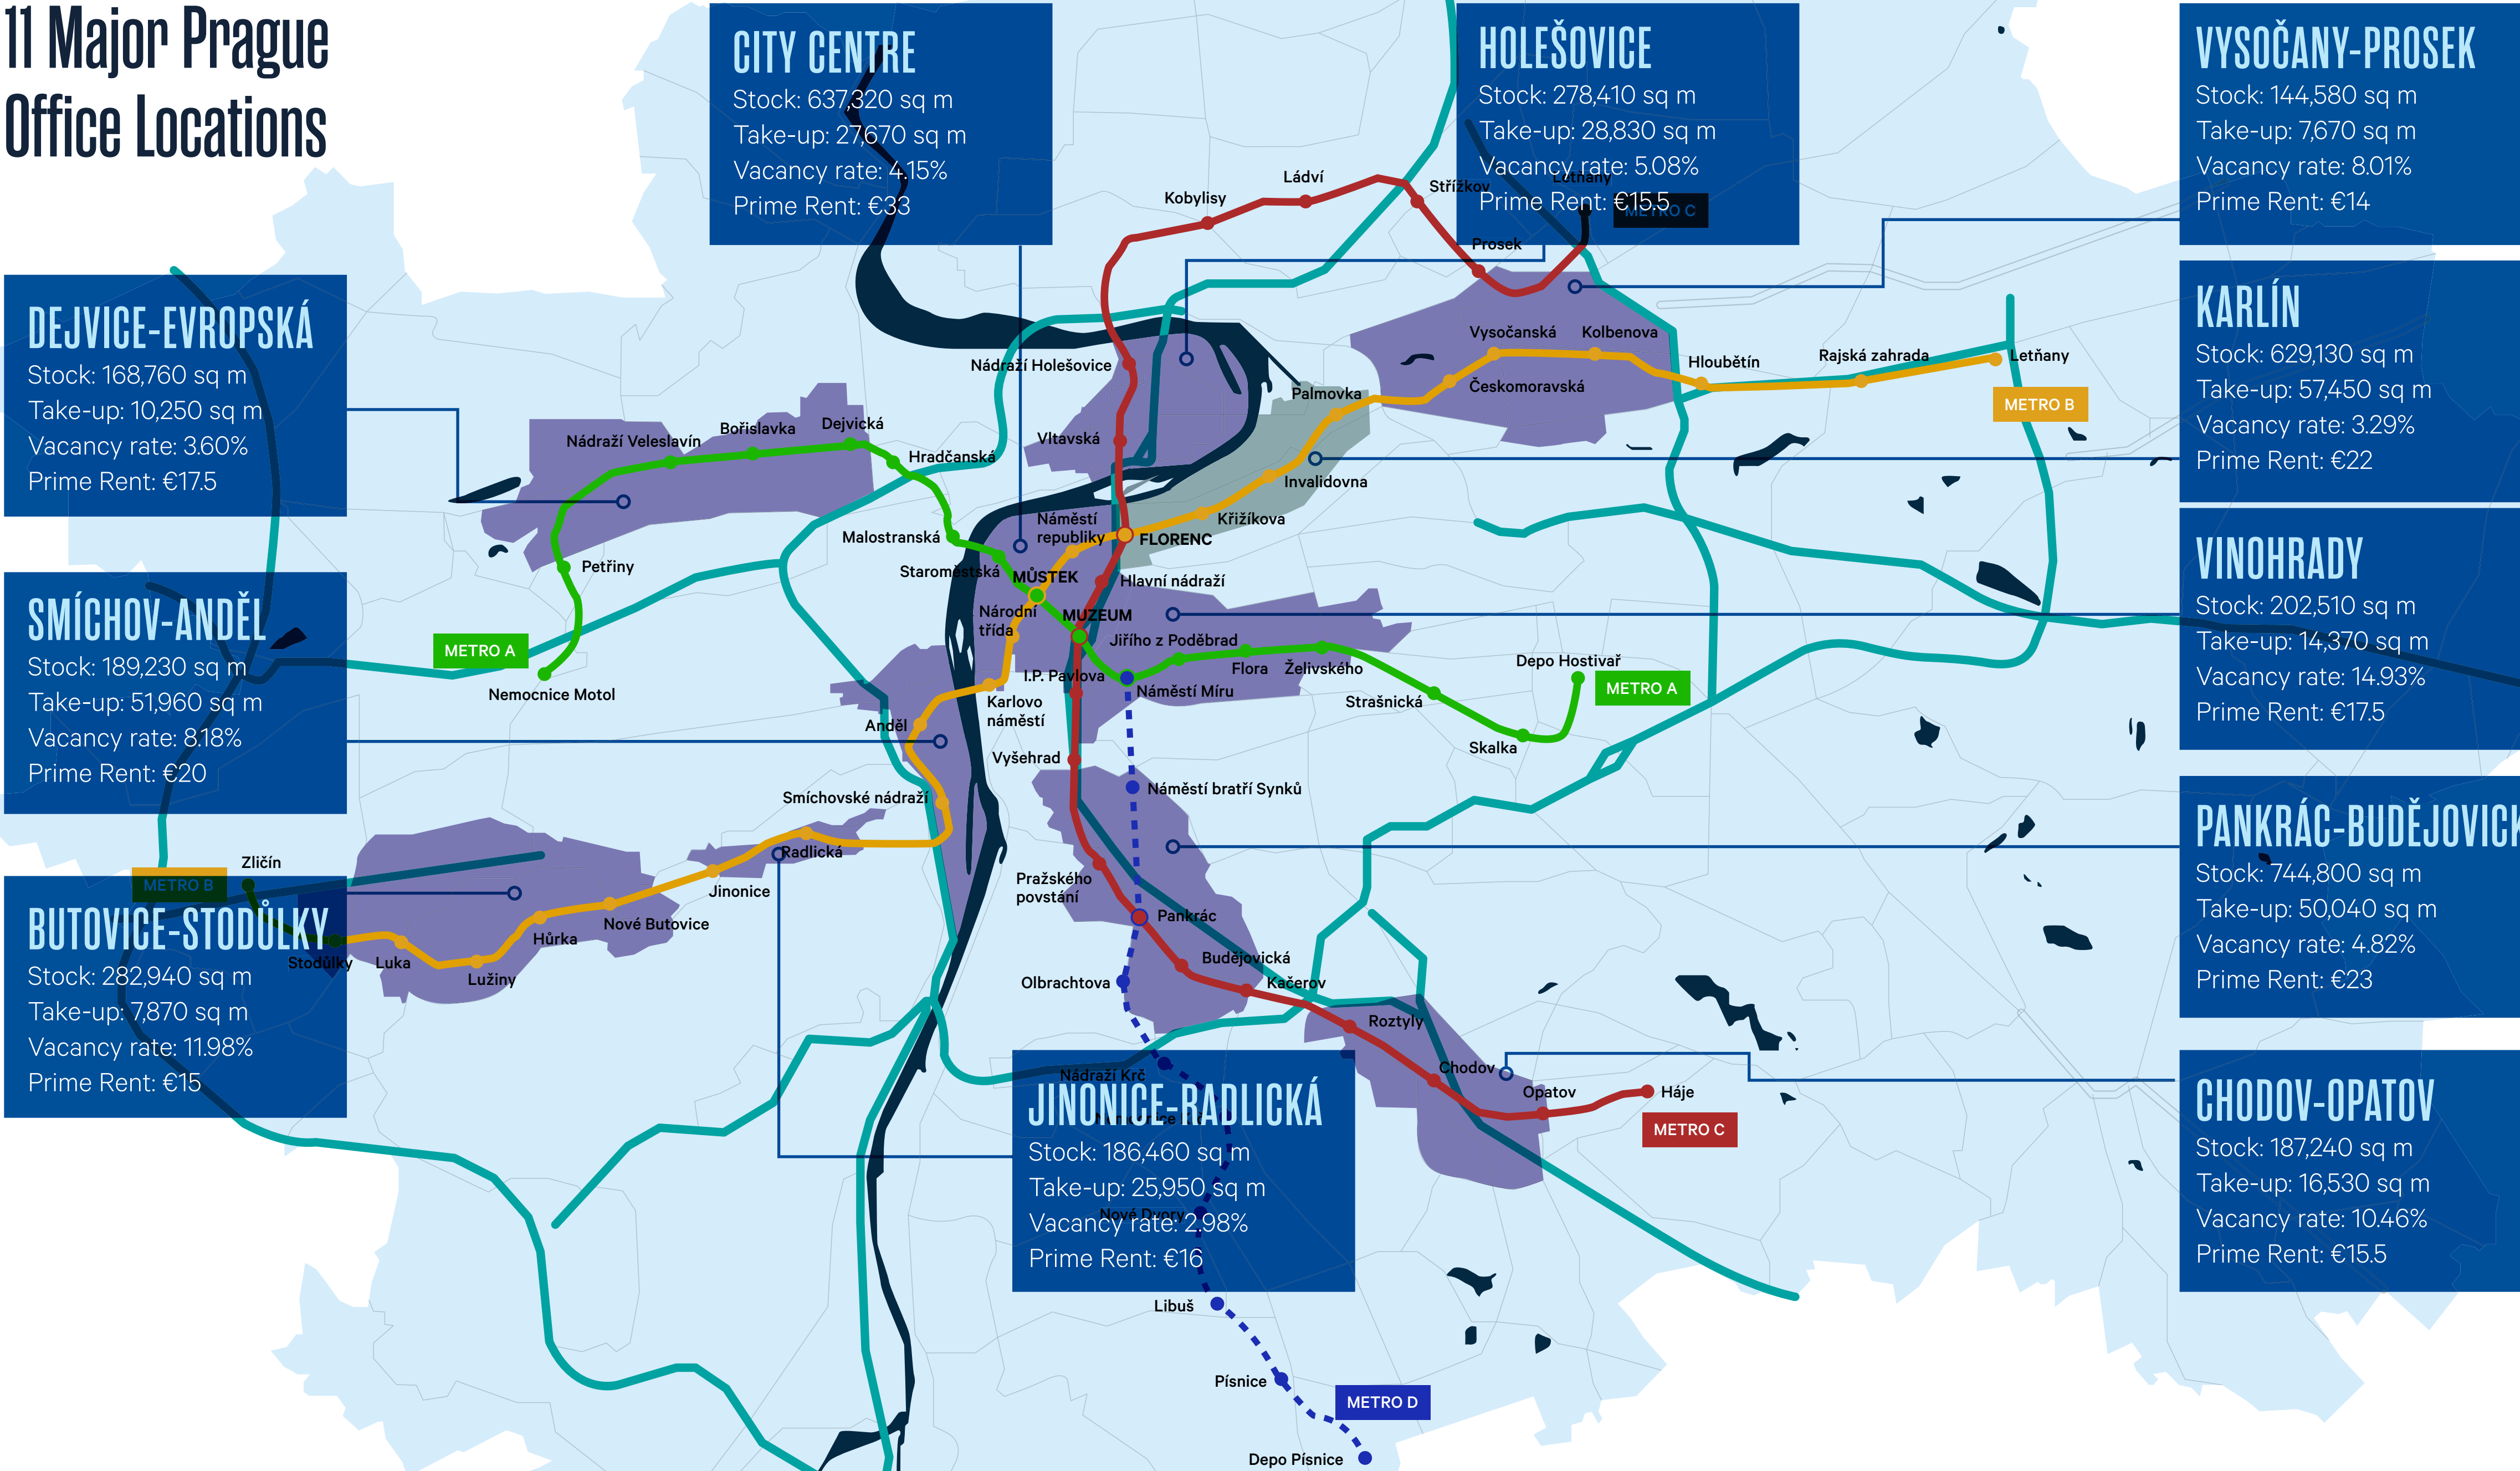 11 Major Prague
Office Locations
CITY CENTRE
Stock: 637,320 sq m
Take-up: 27,670 sq m
Vacancy rate: 4.15%
Prime Rent: €33
HOLEŠOVICE
Stock: 278,410 sq m
Take-up: 28,830 sq m
Vacancy rate: 5.08%
Prime Rent: €15.5
VYSOČANY-PROSEK
Stock: 144,580 sq m
Take-up: 7,670 sq m
Vacancy rate: 8.01%
Prime Rent: €14
DEJVICE-EVROPSKÁ
Stock: 168,760 sq m
Take-up: 10,250 sq m
Vacancy rate: 3.60%
Prime Rent: €17.5
KARLÍN
Stock: 629,130 sq m
Take-up: 57,450 sq m
Vacancy rate: 3.29%
Prime Rent: €22
SMÍCHOV-ANDĚL
Stock: 189,230 sq m
Take-up: 51,960 sq m
Vacancy rate: 8.18%
Prime Rent: €20
VINOHRADY
Stock: 202,510 sq m
Take-up: 14,370 sq m
Vacancy rate: 14.93%
Prime Rent: €17.5
BUTOVICE-STODŮLKY
Stock: 282,940 sq m
Take-up: 7,870 sq m
Vacancy rate: 11.98%
Prime Rent: €15
PANKRÁC-BUDĚJOVICK
Stock: 744,800 sq m
Take-up: 50,040 sq m
Vacancy rate: 4.82%
Prime Rent: €23
JINONICE-RADLICKÁ
Stock: 186,460 sq m
Take-up: 25,950 sq m
Vacancy rate: 2.98%
Prime Rent: €16
CHODOV-OPATOV
Stock: 187,240 sq m
Take-up: 16,530 sq m
Vacancy rate: 10.46%
Prime Rent: €15.5
Ládví
Kobylisy
Střížkov
Letňany
METRO C
Prosek
Nádraží Holešovice
Vltavská
Vysočanská
Kolbenova
Hloubětín
Rajská zahrada
Letňany
METRO B
Českomoravská
Palmovka
Invalidovna
Křižíkova
FLORENC
Náměstí
republiky
Nádraží Veleslavín
Bořislavka
Dejvická
Hradčanská
Malostranská
Staroměstská
MŮSTEK
Hlavní nádraží
Petřiny
METRO A
Nemocnice Motol
Národní
třída
MUZEUM
Jiřího z Poděbrad
Flora
Želivského
I.P. Pavlova
Náměstí Míru
Strašnická
Skalka
Depo Hostivař
METRO A
Karlovo
náměstí
Anděl
Vyšehrad
Náměstí bratří Synků
Smíchovské nádraží
Radlická
Jinonice
Nové Butovice
Hůrka
Lužiny
Luka
Stodůlky
Zličín
METRO B
Pražského
povstání
Pankrác
Budějovická
Olbrachtova
Kačerov
Roztyly
Chodov
Opatov
Háje
METRO C
Nádraží Krč
Nové Dvory
Libuš
Písnice
METRO D
Depo Písnice